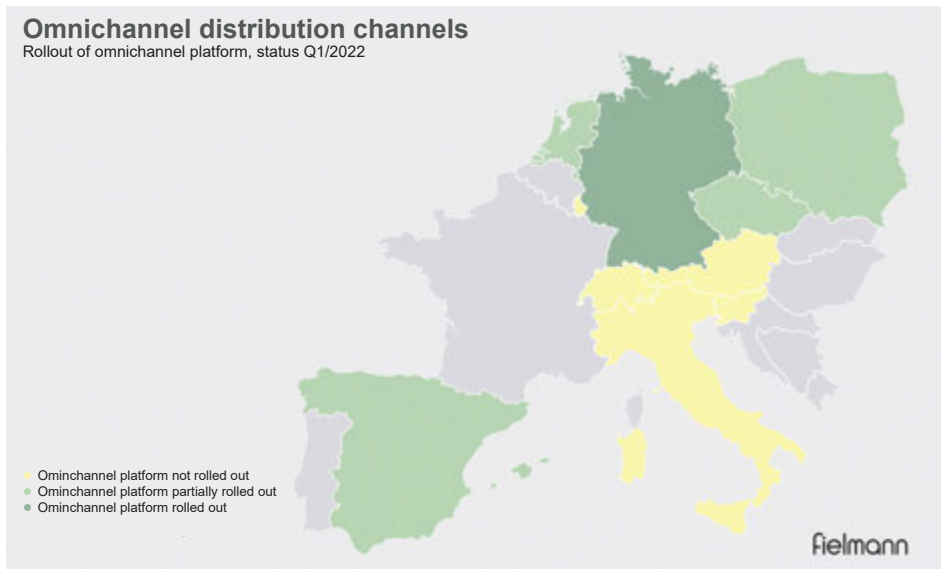 Omnichannel distribution channels
Rollout of omnichannel platform, status Q1/2022
Ominchannel platform not rolled out
Ominchannel platform partially rolled out
Ominchannel platform rolled out
fielmann